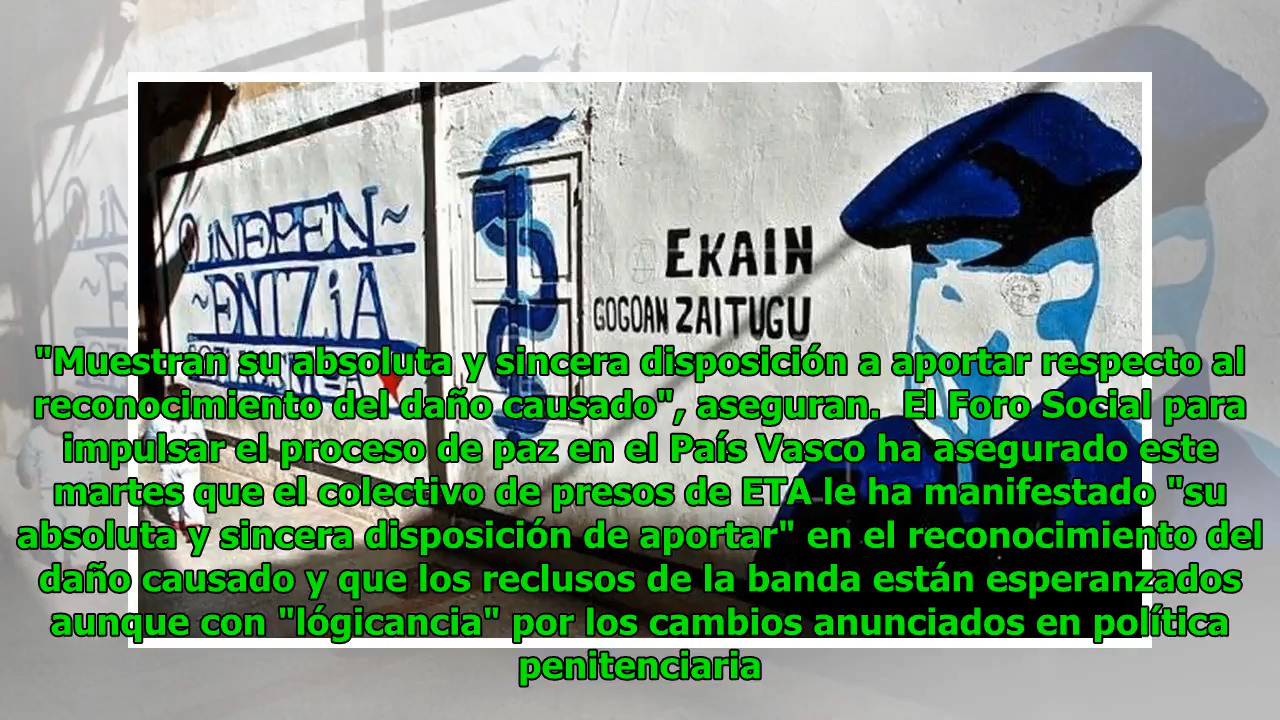 INDEPEN~
~DENTZIA
EKAIN
GOGOAN ZAITUGU
"Muestran su absoluta y sincera disposición a aportar respecto al
reconocimiento del daño causado", aseguran. El Foro Social para
impulsar el proceso de paz en el País Vasco ha asegurado este
martes que el colectivo de presos de ETA le ha manifestado "su
absoluta y sincera disposición de aportar" en el reconocimiento del
daño causado y que los reclusos de la banda están esperanzados
aunque con "lógicancia" por los cambios anunciados en política
penitenciaria